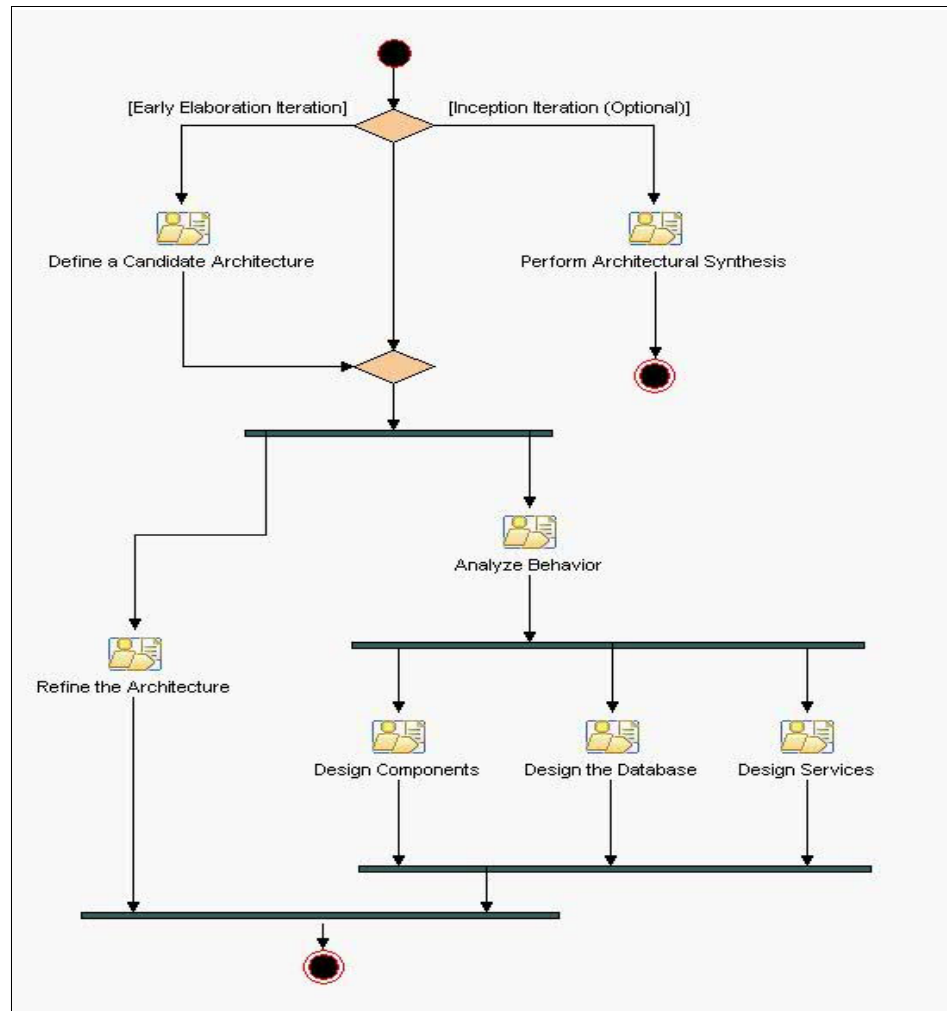 [Early Elaboration Iteration]
[Inception Iteration (Optional)]
Define a Candidate Architecture
Perform Architectural Synthesis
Analyze Behavior
Refine the Architecture
Design Components
Design the Database
Design Services